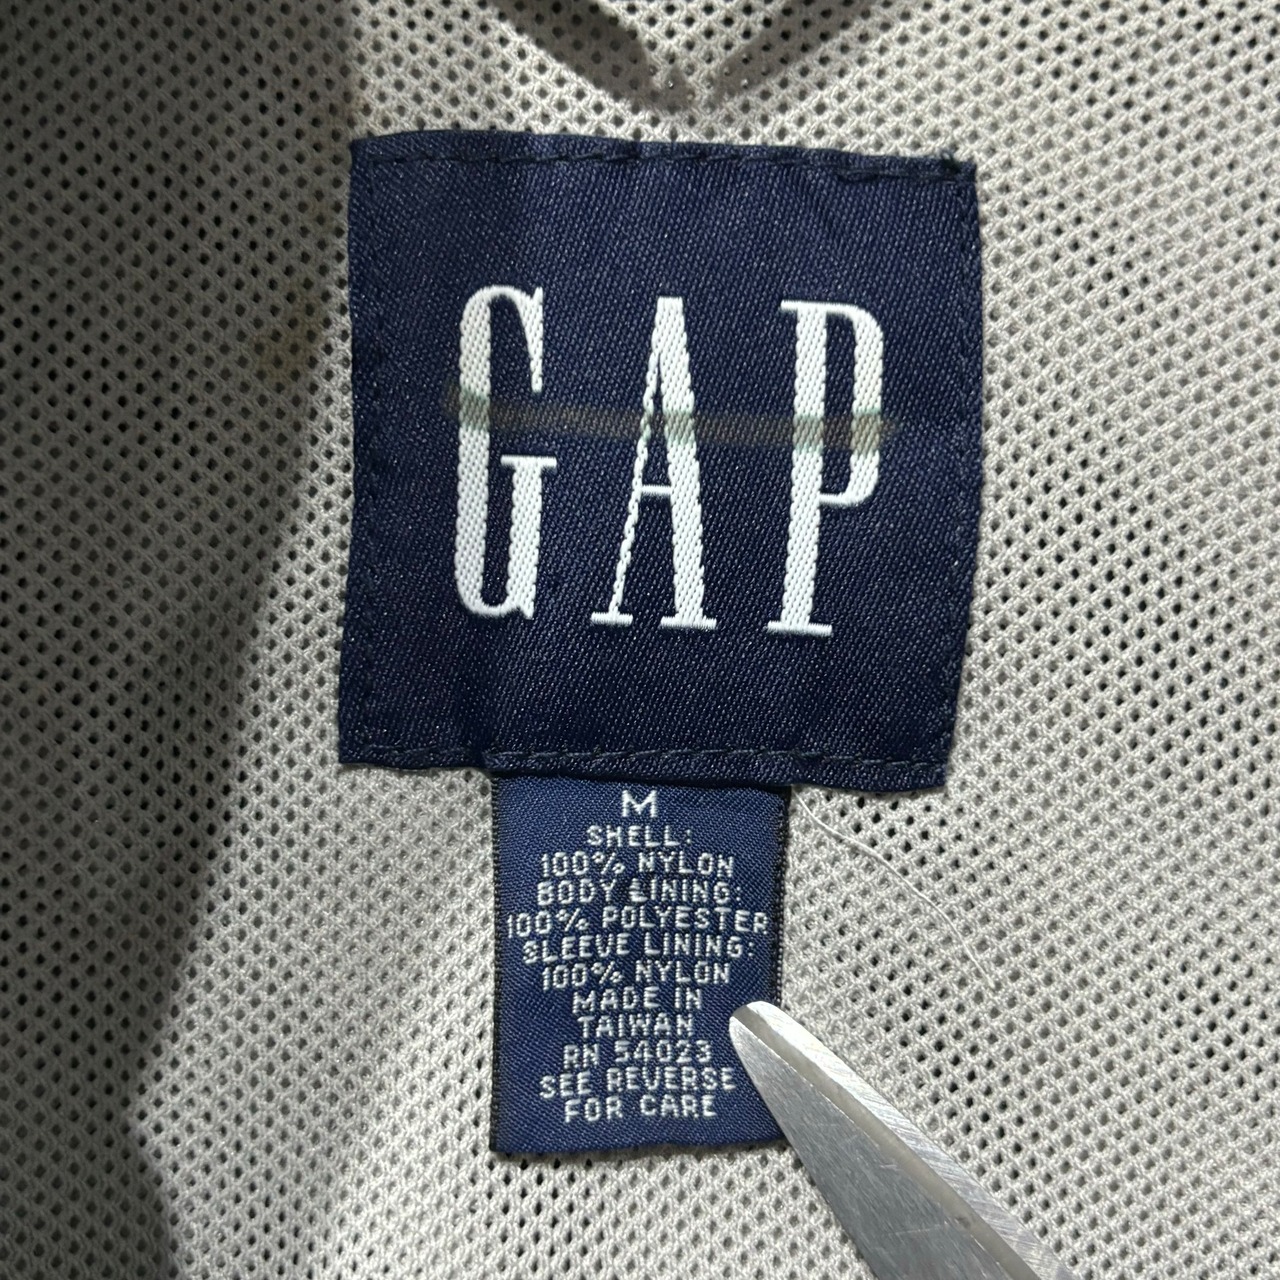 GAP
M
SHELL:
100% NYLON
BODY LINING:
100% POLYESTER
SLEEVE LINING:
100% NYLON
MADE IN
TAIWAN
RN 54023
SEE REVERSE
FOR CARE